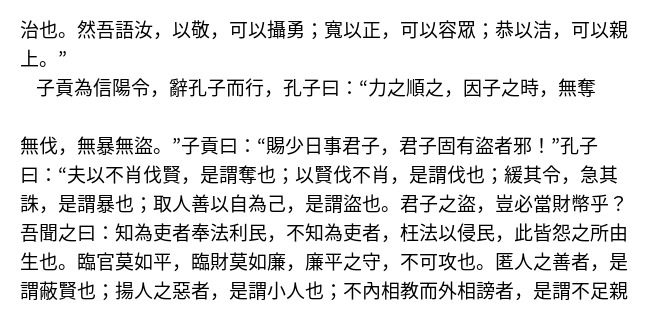 治也。然吾語汝，以敬，可以攝勇；寬以正，可以容眾；恭以洁，可以親
上。”
子貢為信陽令，辭孔子而行，孔子曰：“力之順之，因子之時，無奪
無伐，無暴無盜。”子貢曰：“賜少日事君子，君子固有盜者邪！”孔子
曰：“夫以不肖伐賢，是謂奪也；以賢伐不肖，是謂伐也；緩其令，急其
誅，是謂暴也；取人善以自為己，是謂盜也。君子之盜，豈必當財幣乎？
吾聞之曰：知為吏者奉法利民，不知為吏者，枉法以侵民，此皆怨之所由
生也。臨官莫如平，臨財莫如廉，廉平之守，不可攻也。匿人之善者，是
謂蔽賢也；揚人之惡者，是謂小人也；不內相教而外相謗者，是謂不足親